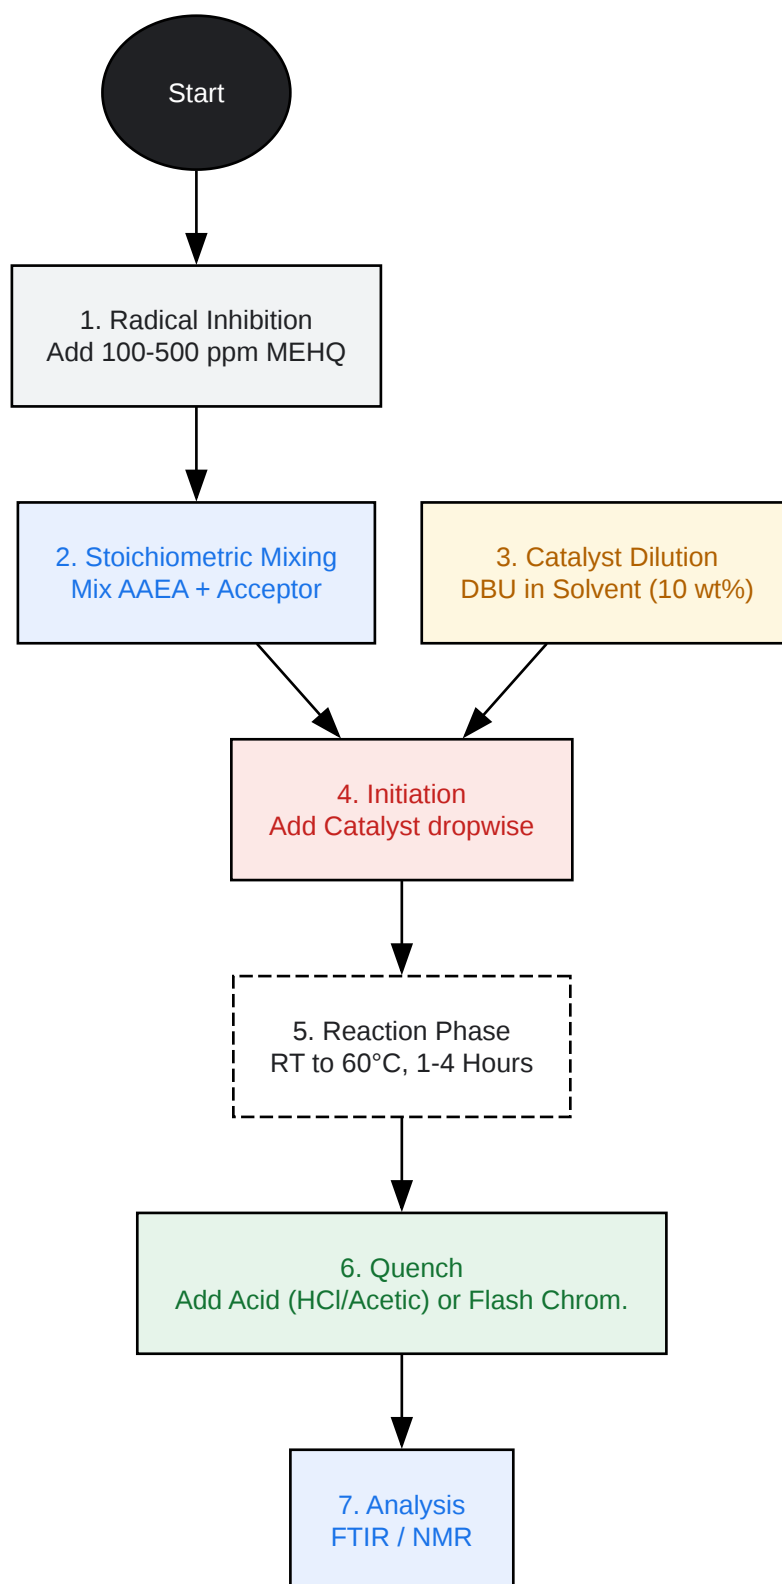 Start
1. Radical Inhibition
Add 100-500 ppm MEHQ
2. Stoichiometric Mixing
Mix AAEA + Acceptor
3. Catalyst Dilution
DBU in Solvent (10 wt%)
4. Initiation
Add Catalyst dropwise
5. Reaction Phase
RT to 60°C, 1-4 Hours
6. Quench
Add Acid (HCl/Acetic) or Flash Chrom.
7. Analysis
FTIR / NMR